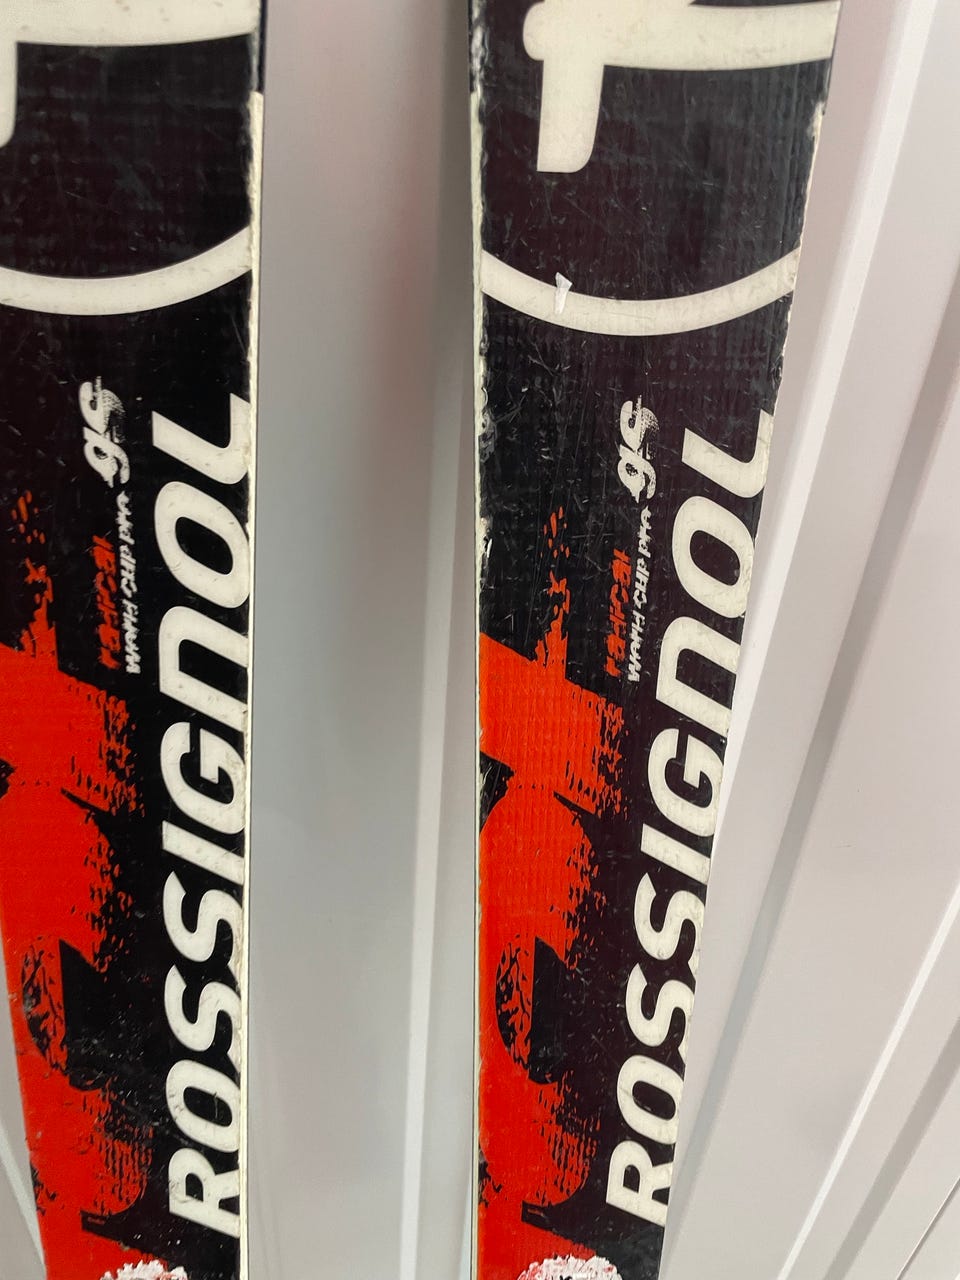 gs
radical
World Cup pro
ROSSIGNOL
gs
radical
World Cup pro
ROSSIGNOL